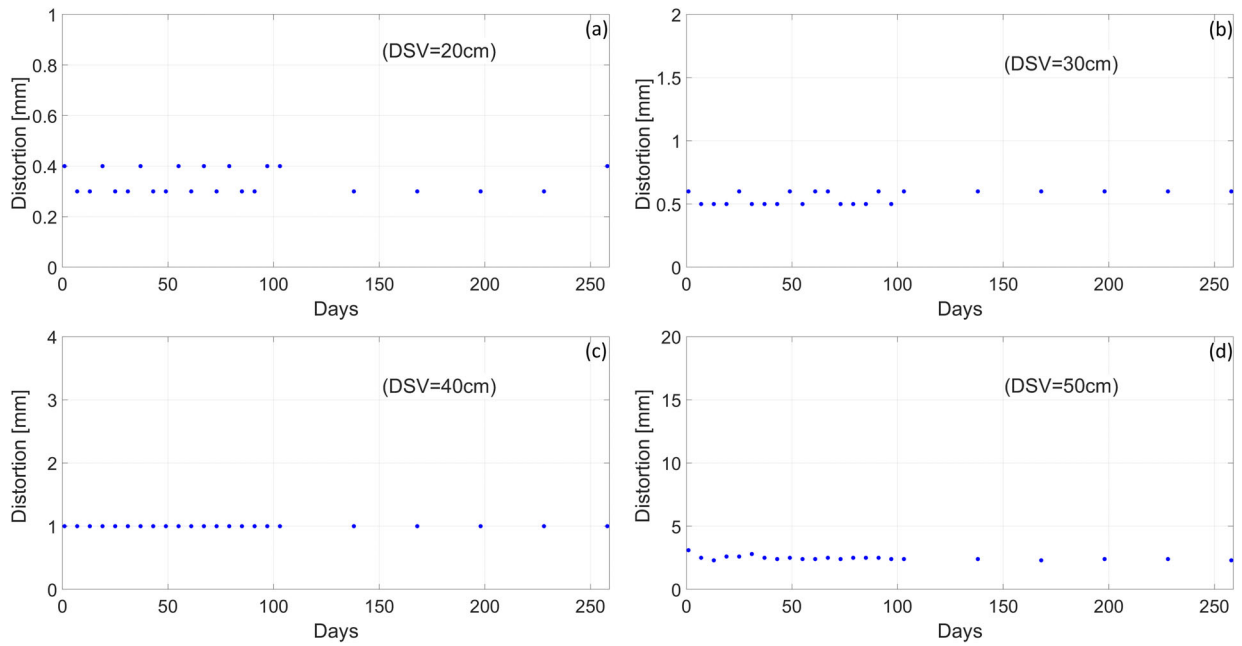 (a)
(DSV=20cm)
1
0.8
0.6
0.4
0.2
0
Distortion [mm]
0 50 100 150 200 250
Days
(b)
(DSV=30cm)
2
1.5
1
0.5
0
Distortion [mm]
0 50 100 150 200 250
Days
(c)
(DSV=40cm)
4
3
2
1
0
Distortion [mm]
0 50 100 150 200 250
Days
(d)
(DSV=50cm)
20
15
10
5
0
Distortion [mm]
0 50 100 150 200 250
Days